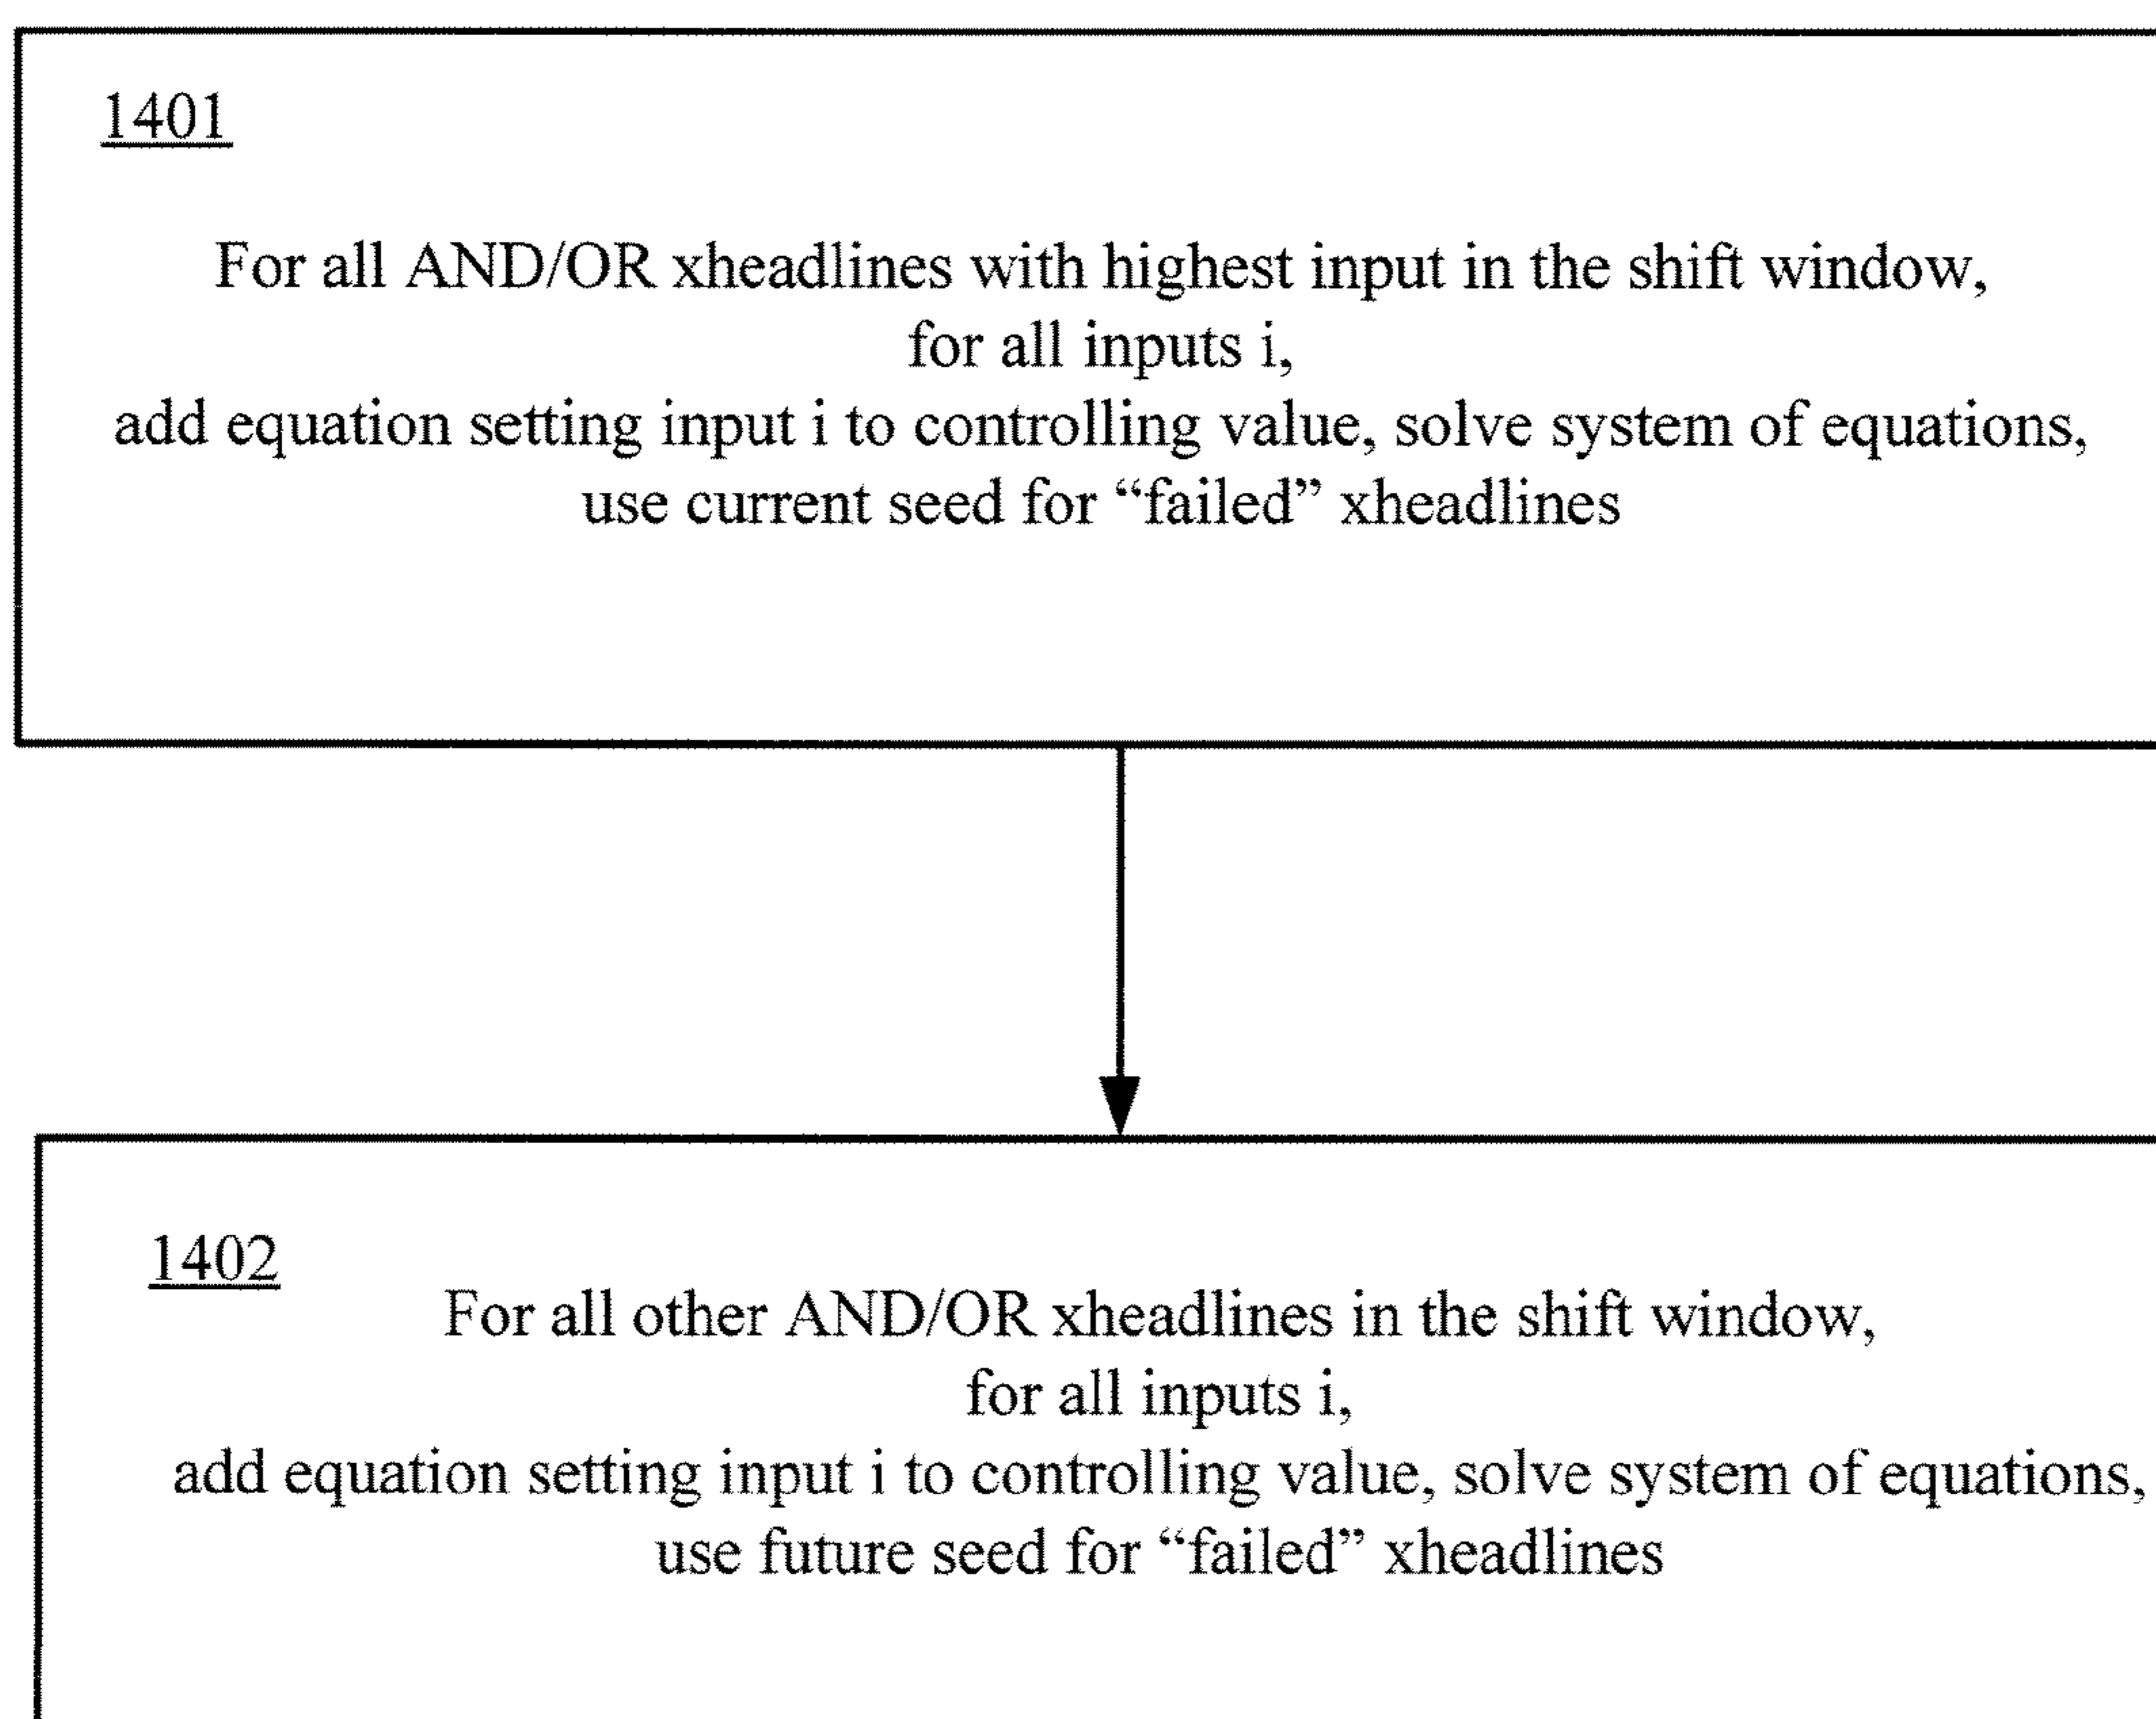 1401
For all AND/OR xheadlines with highest input in the shift window,
for all inputs i,
add equation setting input i to controlling value, solve system of equations,
use current seed for “failed” xheadlines
1402
For all other AND/OR xheadlines in the shift window,
for all inputs i,
add equation setting input i to controlling value, solve system of equations,
use future seed for “failed” xheadlines